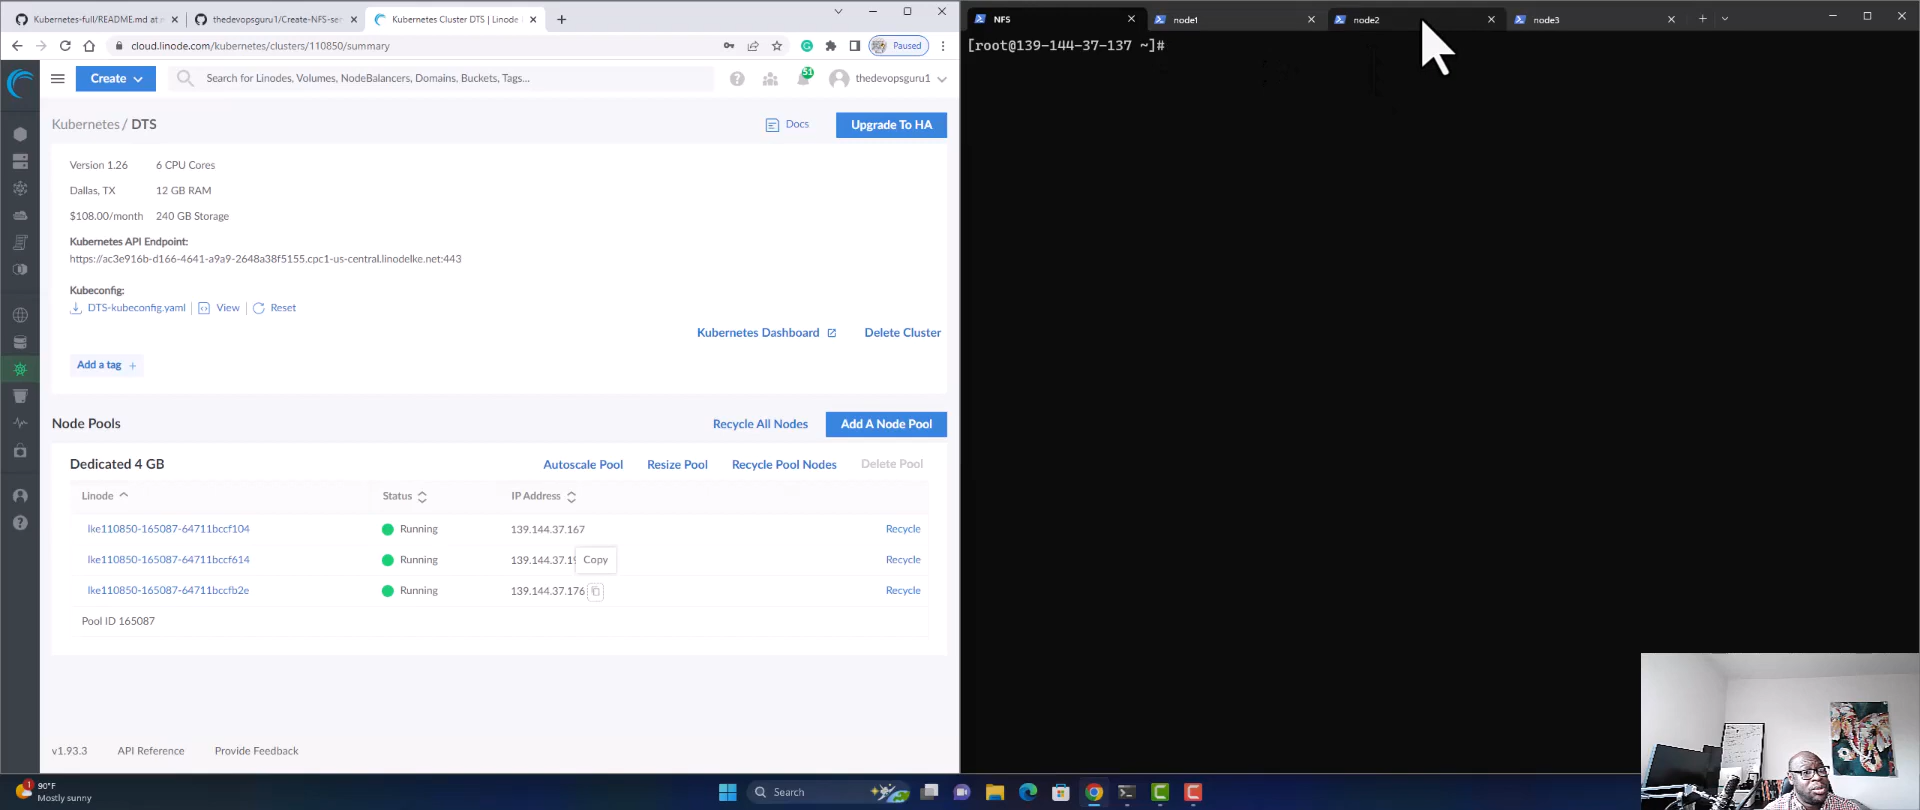 Kubernetes-full/README.md at
thedevopsguru1/Create-NFS-se
Kubernetes Cluster DTS | Linode
NFS
node1
node2
node3
cloud.linode.com/kubernetes/clusters/110850/summary
Paused
[root@139-144-37-137 ~]#
Create
Search for Linodes, Volumes, NodeBalancers, Domains, Buckets, Tags...
51
thedevopsguru1
Kubernetes / DTS
Docs
Upgrade To HA
Version 1.26
6 CPU Cores
Dallas, TX
12 GB RAM
$108.00/month
240 GB Storage
Kubernetes API Endpoint:
https://ac3e916b-d166-4641-a9a9-2648a38f5155.cpc1-us-central.linodelke.net:443
Kubeconfig:
DTS-kubeconfig.yaml
View
Reset
Kubernetes Dashboard
Delete Cluster
Add a tag +
Node Pools
Recycle All Nodes
Add A Node Pool
Dedicated 4 GB
Autoscale Pool
Resize Pool
Recycle Pool Nodes
Delete Pool
Linode
Status
IP Address
lke110850-165087-64711bccf104
Running
139.144.37.167
Recycle
lke110850-165087-64711bccf614
Running
139.144.37.19
Copy
Recycle
lke110850-165087-64711bccfb2e
Running
139.144.37.176
Recycle
Pool ID 165087
v1.93.3
API Reference
Provide Feedback
1
90°F
Mostly sunny
Search